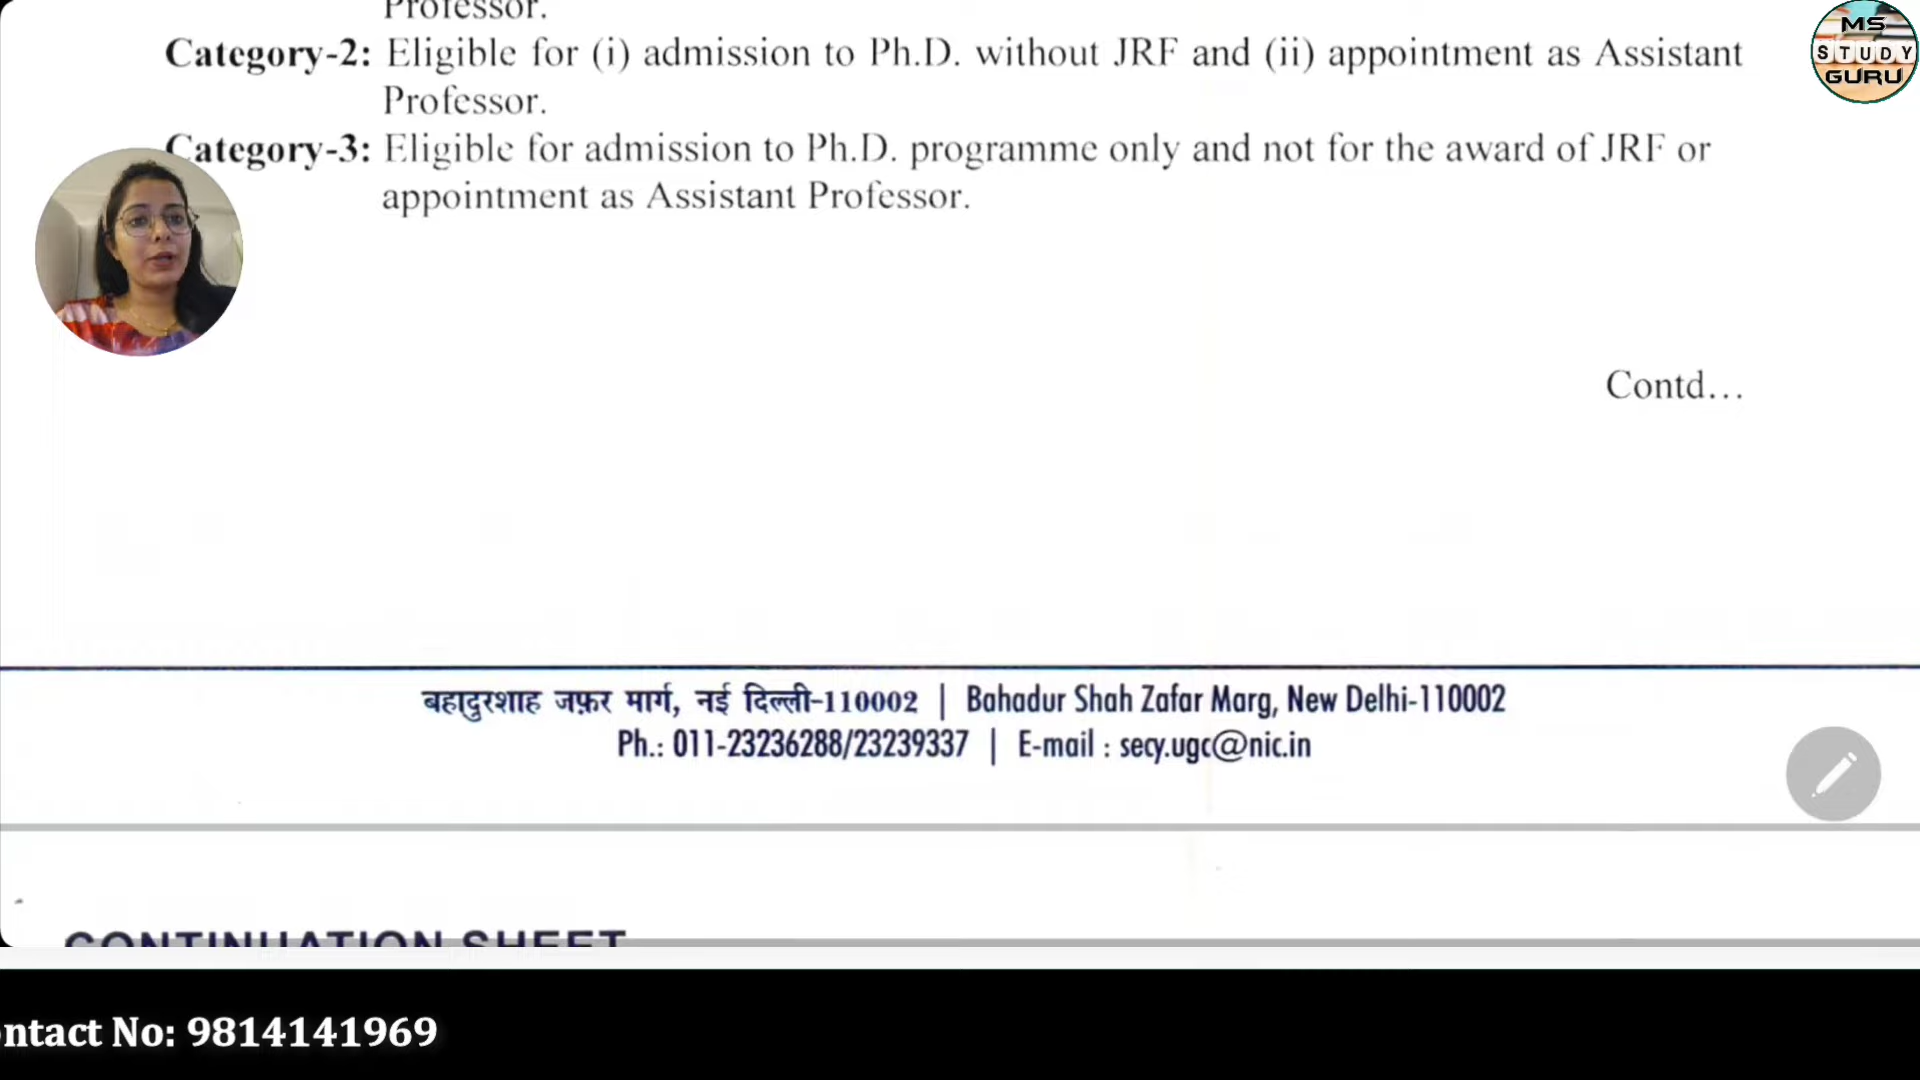 Professor.
Category-2: Eligible for (i) admission to Ph.D. without JRF and (ii) appointment as Assistant
Professor.
Category-3: Eligible for admission to Ph.D. programme only and not for the award of JRF or
appointment as Assistant Professor.
Contd...
बहादुरशाह जफ़र मार्ग, नई दिल्ली-110002 | Bahadur Shah Zafar Marg, New Delhi-110002
Ph.: 011-23236288/23239337 | E-mail : secy.ugc@nic.in
CONTINUATION SHEET
ntact No: 9814141969
MS
STUDY
GURU